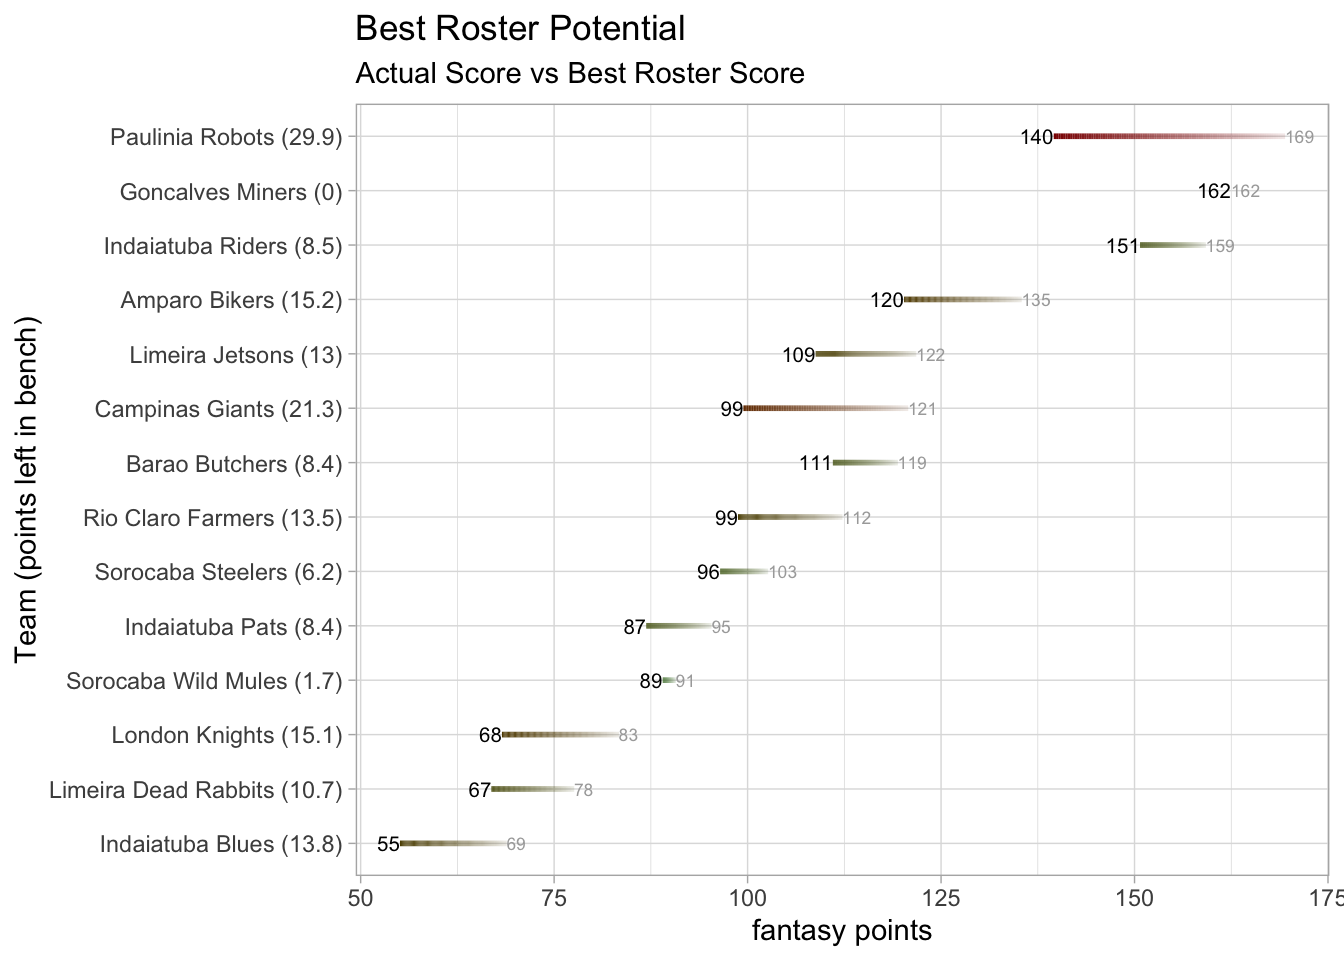 Best Roster Potential
Actual Score vs Best Roster Score
Team (points left in bench)
Paulinia Robots (29.9) 140 169
Goncalves Miners (0) 162 162
Indaiatuba Riders (8.5) 151 159
Amparo Bikers (15.2) 120 135
Limeira Jetsons (13) 109 122
Campinas Giants (21.3) 99 121
Barao Butchers (8.4) 111 119
Rio Claro Farmers (13.5) 99 112
Sorocaba Steelers (6.2) 96 103
Indaiatuba Pats (8.4) 87 95
Sorocaba Wild Mules (1.7) 89 91
London Knights (15.1) 68 83
Limeira Dead Rabbits (10.7) 67 78
Indaiatuba Blues (13.8) 55 69
50 75 100 125 150 175
fantasy points